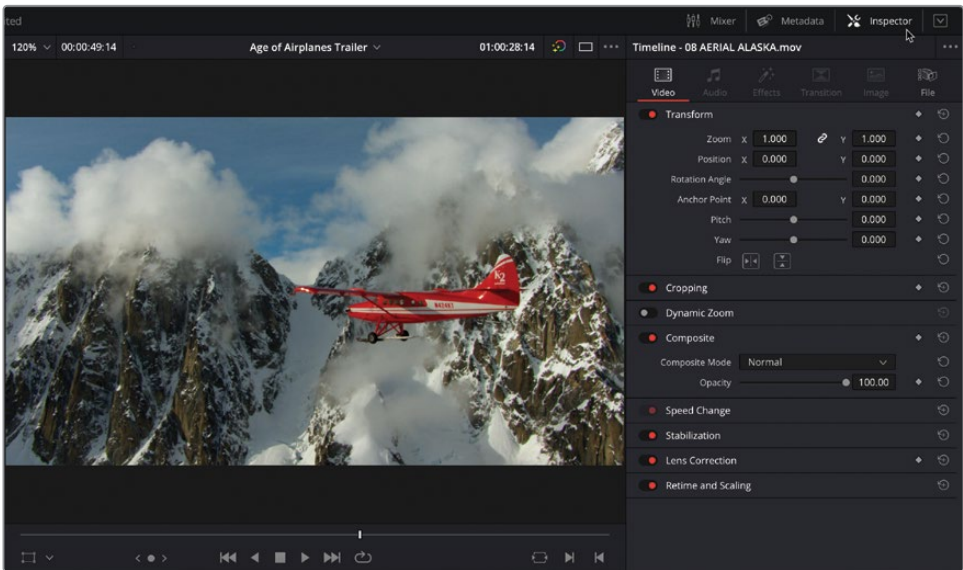 ited
Mixer
Metadata
Inspector
120%
00:00:49:14
Age of Airplanes Trailer
01:00:28:14
Timeline - 08 AERIAL ALASKA.mov
Video
Audio
Effects
Transition
Image
File
Transform
Zoom X 1.000 Y 1.000
Position X 0.000 Y 0.000
Rotation Angle 0.000
Anchor Point X 0.000 Y 0.000
Pitch 0.000
Yaw 0.000
Flip
Cropping
Dynamic Zoom
Composite
Composite Mode Normal
Opacity 100.00
Speed Change
Stabilization
Lens Correction
Retime and Scaling
K2